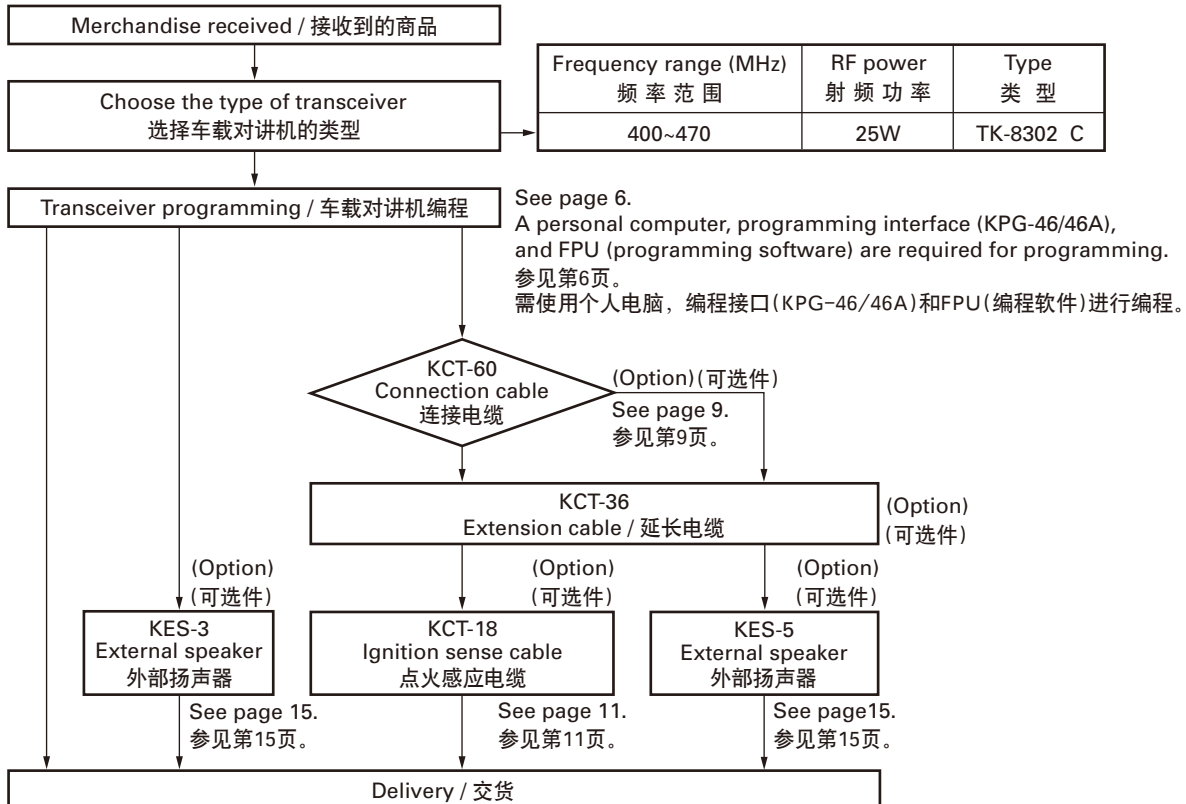 Merchandise received / 接收到的商品
Choose the type of transceiver
选择车载对讲机的类型
Frequency range (MHz)
频 率 范 围
RF power
射 频 功 率
Type
类 型
400~470
25W
TK-8302 C
Transceiver programming / 车载对讲机编程
See page 6.
A personal computer, programming interface (KPG-46/46A),
and FPU (programming software) are required for programming.
参见第6页。
需使用个人电脑，编程接口(KPG-46/46A)和FPU(编程软件)进行编程。
KCT-60
Connection cable
连接电缆
(Option)(可选件)
See page 9.
参见第9页。
KCT-36
Extension cable / 延长电缆
(Option)
(可选件)
(Option)
(可选件)
KES-3
External speaker
外部扬声器
See page 15.
参见第15页。
(Option)
(可选件)
KCT-18
Ignition sense cable
点火感应电缆
See page 11.
参见第11页。
(Option)
(可选件)
KES-5
External speaker
外部扬声器
See page15.
参见第15页。
Delivery / 交货